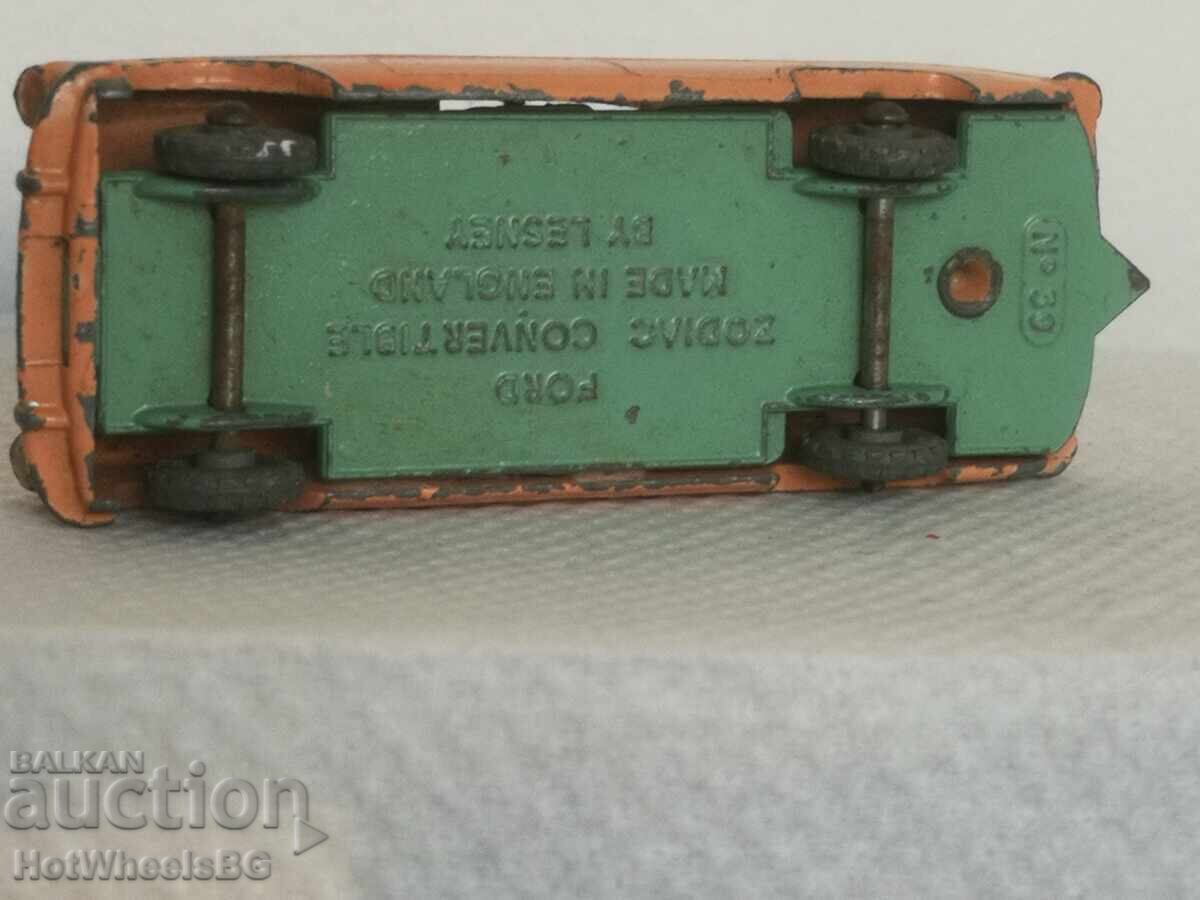 FORD
ZODIAC CONVERTIBLE
MADE IN ENGLAND
BY LESNEY
No 39
BALKAN
auction
HotWheelsBG